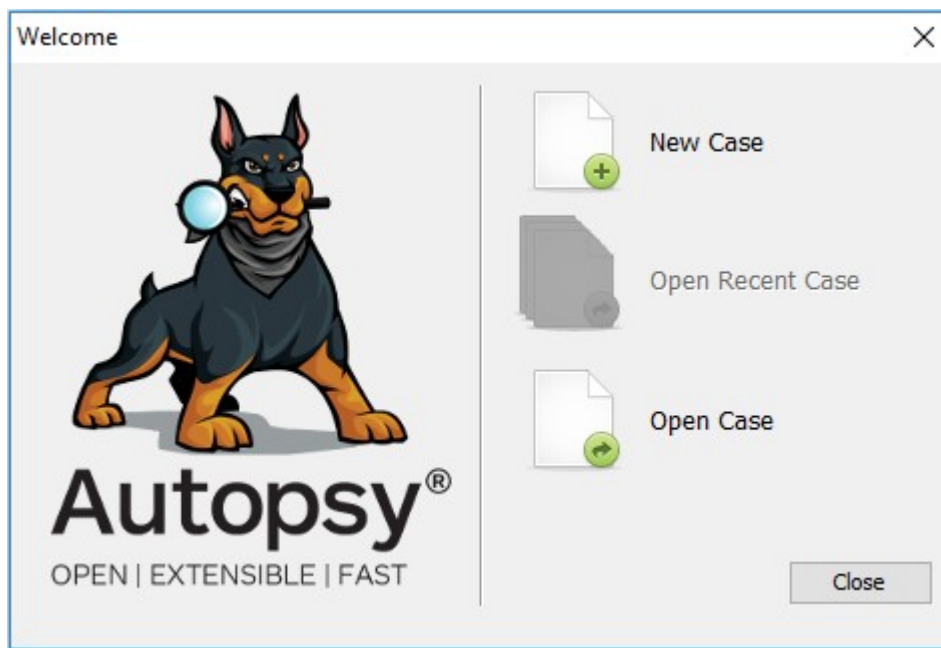 Welcome
New Case
Open Recent Case
Open Case
Autopsy®
OPEN | EXTENSIBLE | FAST
Close